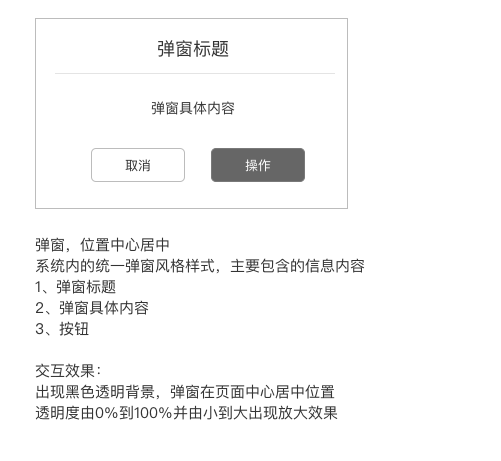 弹窗标题
弹窗具体内容
取消
操作
弹窗，位置中心居中
系统内的统一弹窗风格样式，主要包含的信息内容
1、弹窗标题
2、弹窗具体内容
3、按钮
交互效果：
出现黑色透明背景，弹窗在页面中心居中位置
透明度由0%到100%并由小到大出现放大效果